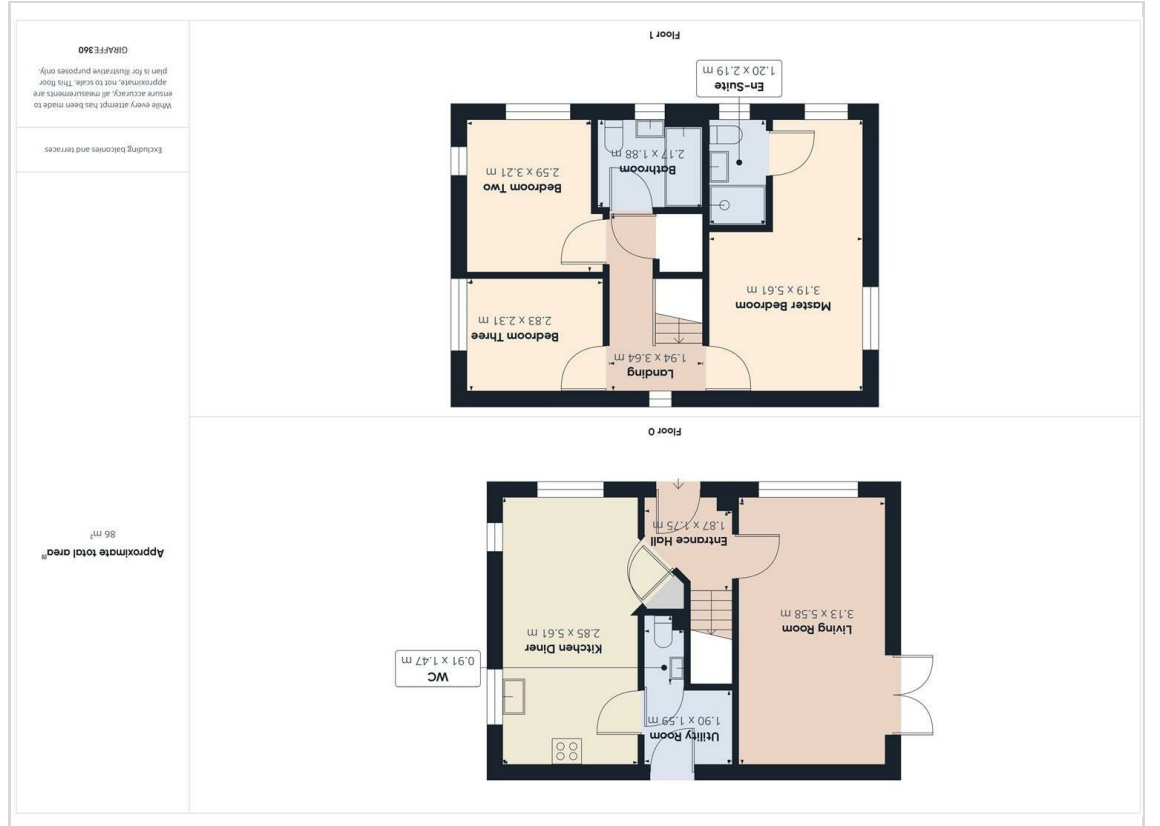 Utility Room
1.90 x 1.59 m
WC
0.91 x 1.47 m
Living Room
3.13 x 5.58 m
Kitchen Diner
2.85 x 5.61 m
Entrance Hall
1.87 x 1.75 m
Floor 0
Landing
1.94 x 3.64 m
Master Bedroom
3.19 x 5.61 m
Bedroom Three
2.83 x 2.31 m
Bathroom
2.17 x 1.88 m
Bedroom Two
2.59 x 3.21 m
En-Suite
1.20 x 2.19 m
Floor 1
Approximate total area⁽¹⁾
86 m²
Excluding balconies and terraces
While every attempt has been made to
ensure accuracy, all measurements are
approximate, not to scale. This floor
plan is for illustrative purposes only.
GIRAFFE360